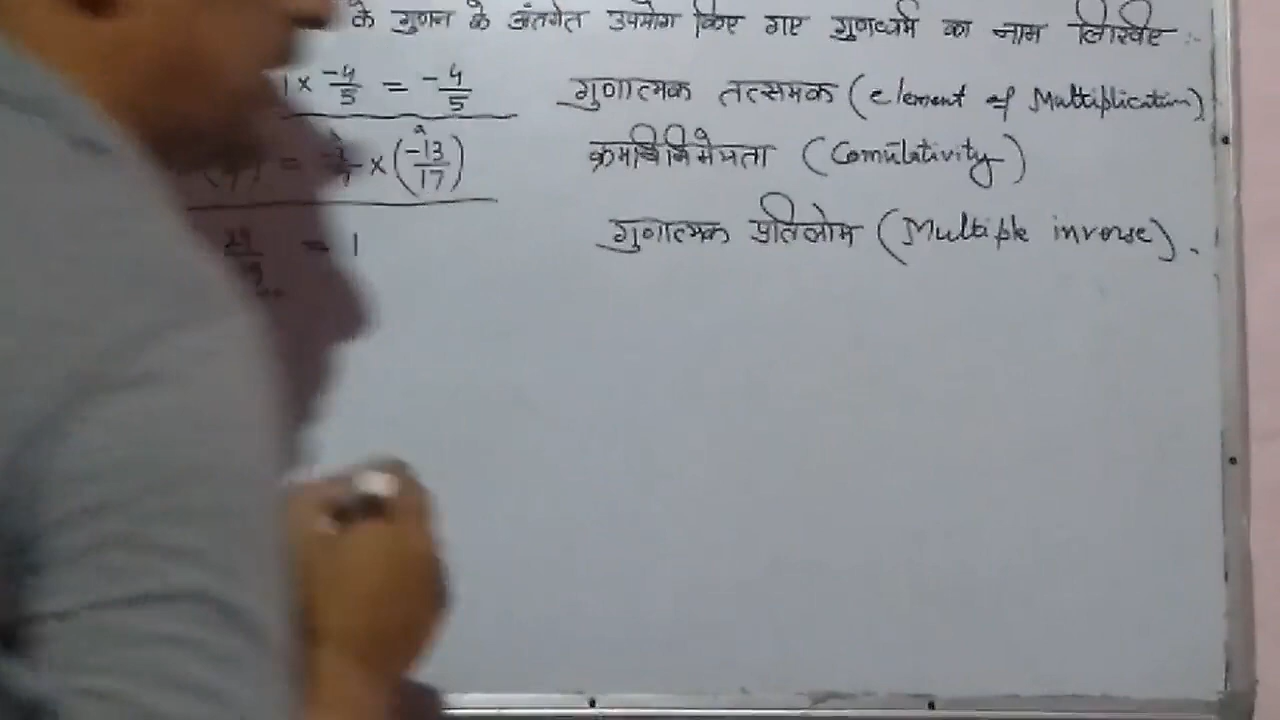 के गुणन के अंतर्गत उपयोग किए गए गुणधर्म का नाम लिखिए :-
1 × -4/5 = -4/5 गुणात्मक तत्समक (element of Multiplication)
= × (-13/17) क्रमविनिमेयता (Comulativity)
= 1 गुणात्मक प्रतिलोम (Multiple inverse).